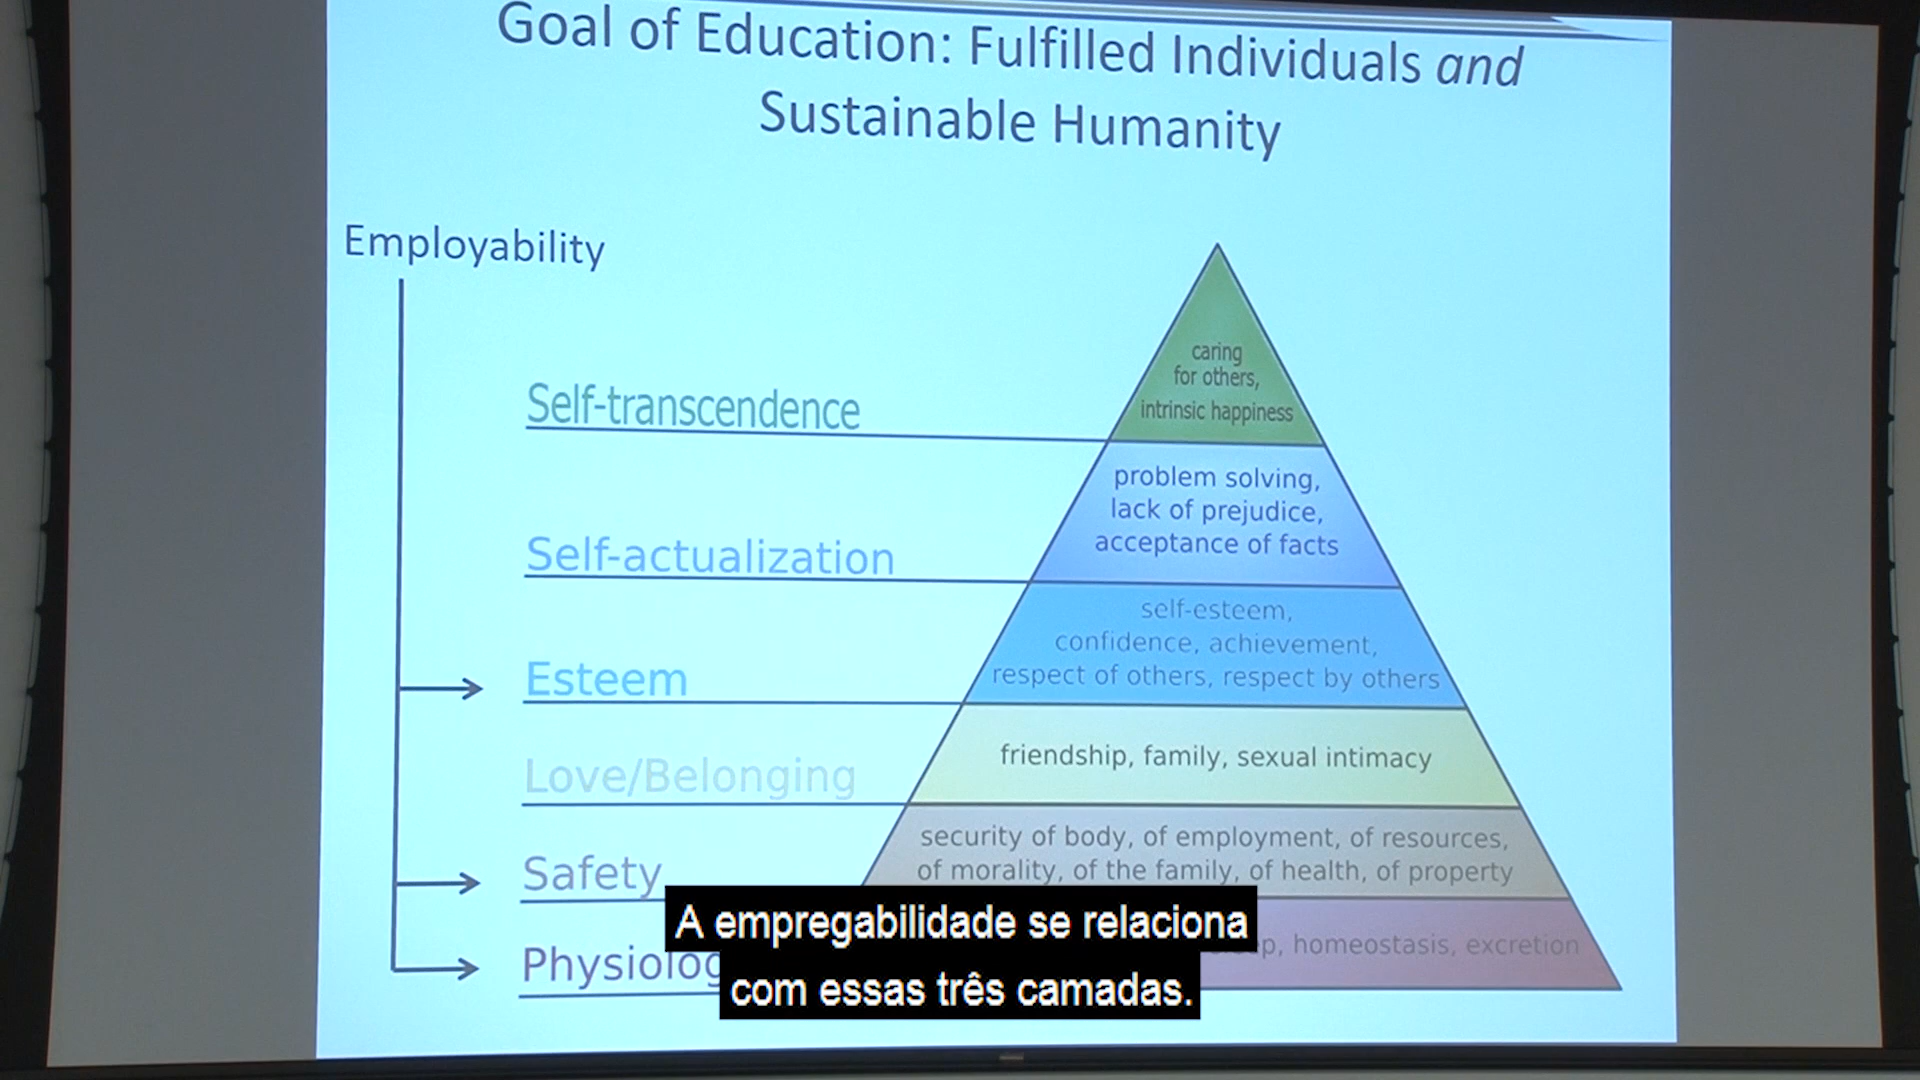 Goal of Education: Fulfilled Individuals and
Sustainable Humanity
Employability
Self-transcendence
caring
for others,
intrinsic happiness
Self-actualization
problem solving,
lack of prejudice,
acceptance of facts
Esteem
self-esteem,
confidence, achievement,
respect of others, respect by others
Love/Belonging
friendship, family, sexual intimacy
Safety
security of body, of employment, of resources,
of morality, of the family, of health, of property
homeostasis, excretion
A empregabilidade se relaciona
com essas três camadas.